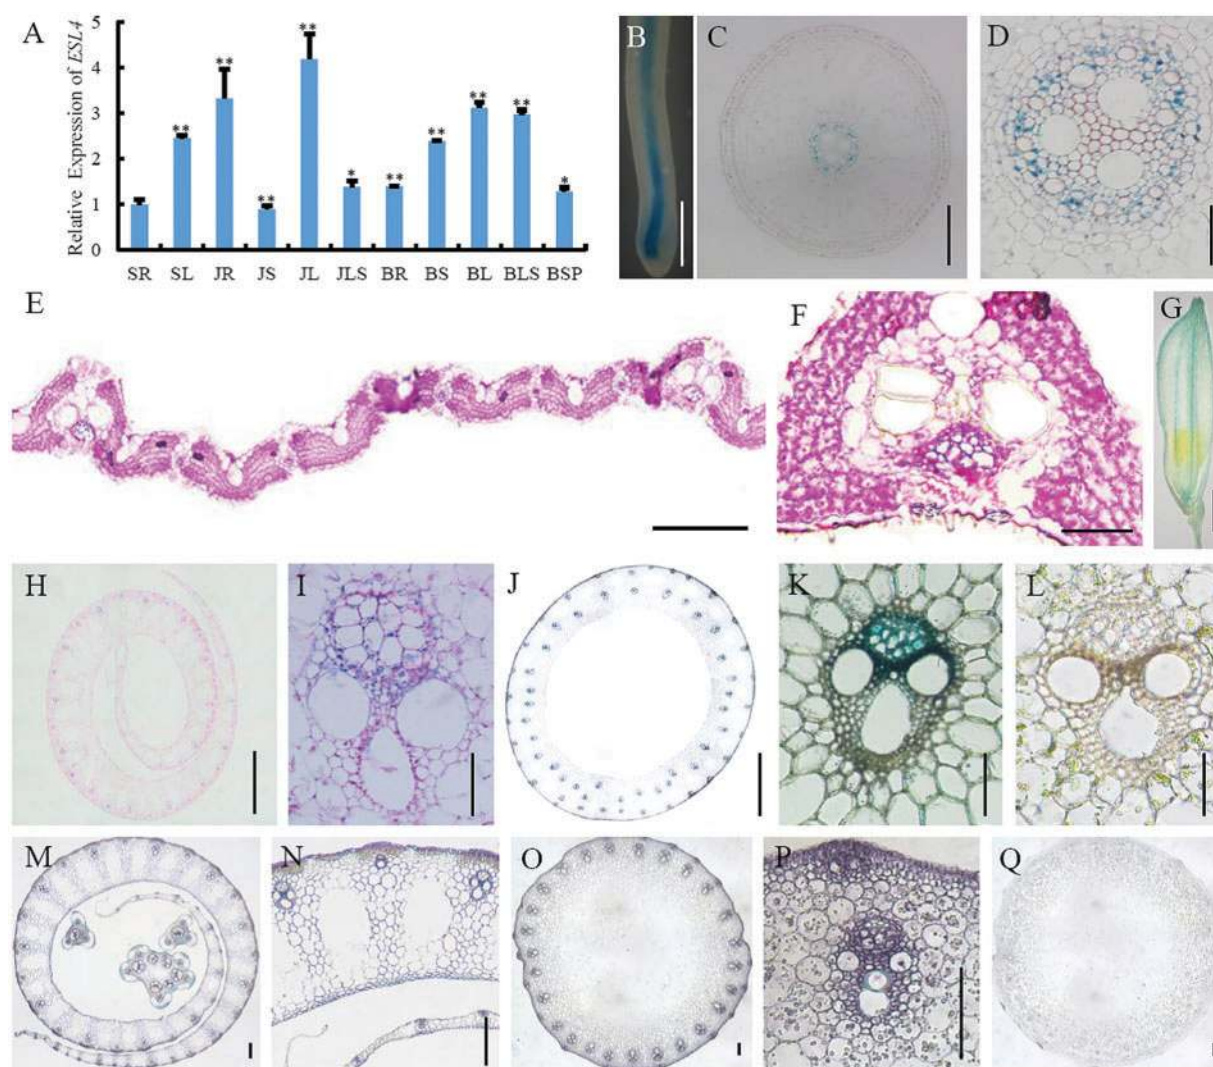 A
Relative Expression of ESL4
5
4
3
2
1
0
**
**
**
**
*
**
**
**
**
*
SR SL JR JS JL JLS BR BS BL BLS BSP
B
C
D
E
F
G
H
I
J
K
L
M
N
O
P
Q